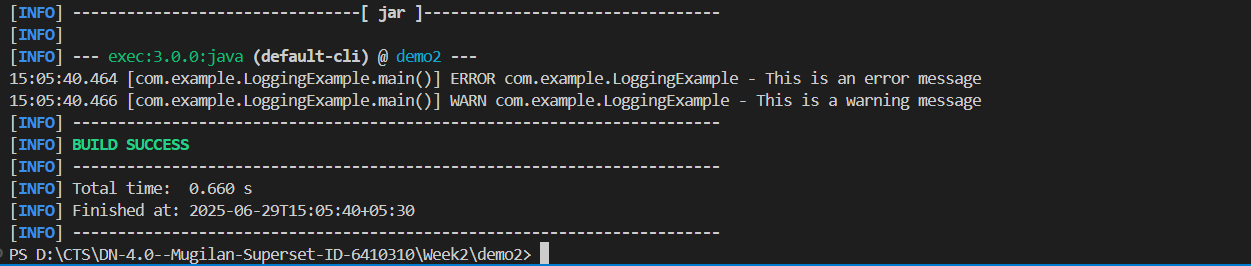 [INFO] --------------------------------[ jar ]---------------------------------
[INFO]
[INFO] --- exec:3.0.0:java (default-cli) @ demo2 ---
15:05:40.464 [com.example.LoggingExample.main()] ERROR com.example.LoggingExample - This is an error message
15:05:40.466 [com.example.LoggingExample.main()] WARN com.example.LoggingExample - This is a warning message
[INFO] ------------------------------------------------------------------------
[INFO] BUILD SUCCESS
[INFO] ------------------------------------------------------------------------
[INFO] Total time:  0.660 s
[INFO] Finished at: 2025-06-29T15:05:40+05:30
[INFO] ------------------------------------------------------------------------
PS D:\CTS\DN-4.0--Mugilan-Superset-ID-6410310\Week2\demo2>